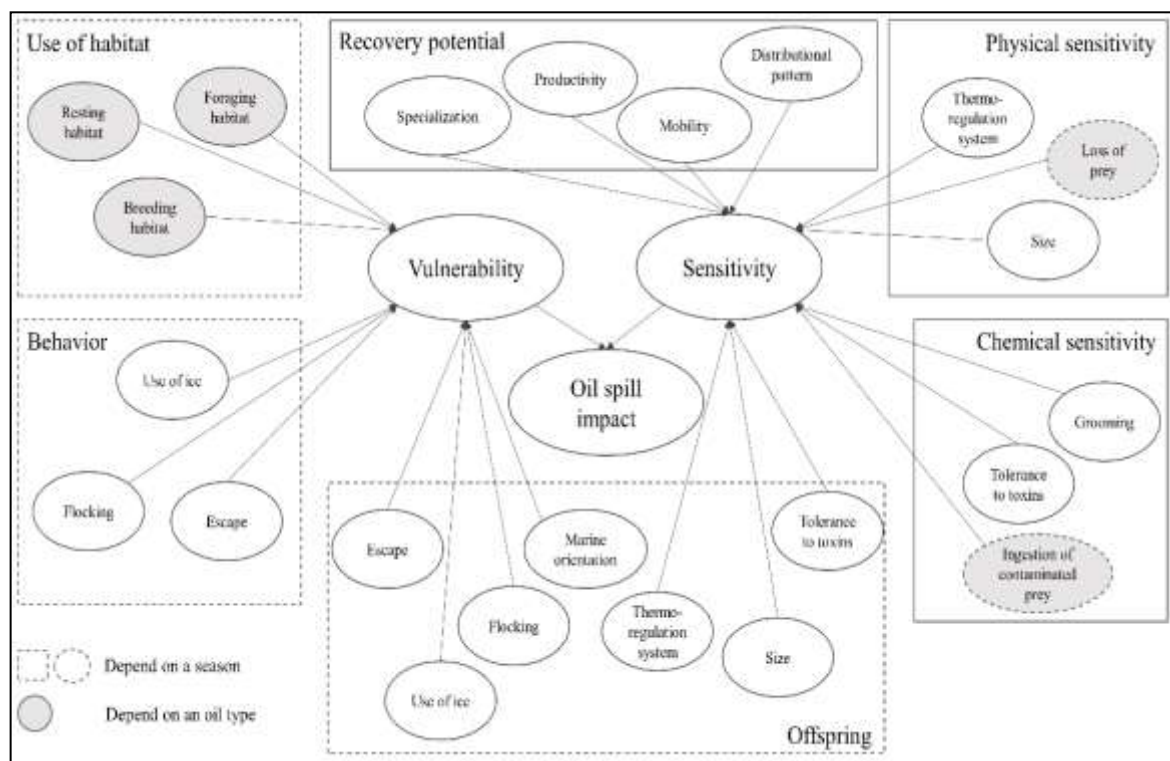 Use of habitat
Resting
habitat
Foraging
habitat
Breeding
habitat
Recovery potential
Specialization
Productivity
Mobility
Distributional
pattern
Physical sensitivity
Thermo-
regulation
system
Loss of
prey
Size
Vulnerability
Sensitivity
Oil spill
impact
Behavior
Use of ice
Flocking
Escape
Chemical sensitivity
Grooming
Tolerance
to toxins
Ingestion of
contaminated
prey
Escape
Use of ice
Flocking
Marine
orientation
Thermo-
regulation
system
Size
Tolerance
to toxins
Offspring
Depend on a season
Depend on an oil type